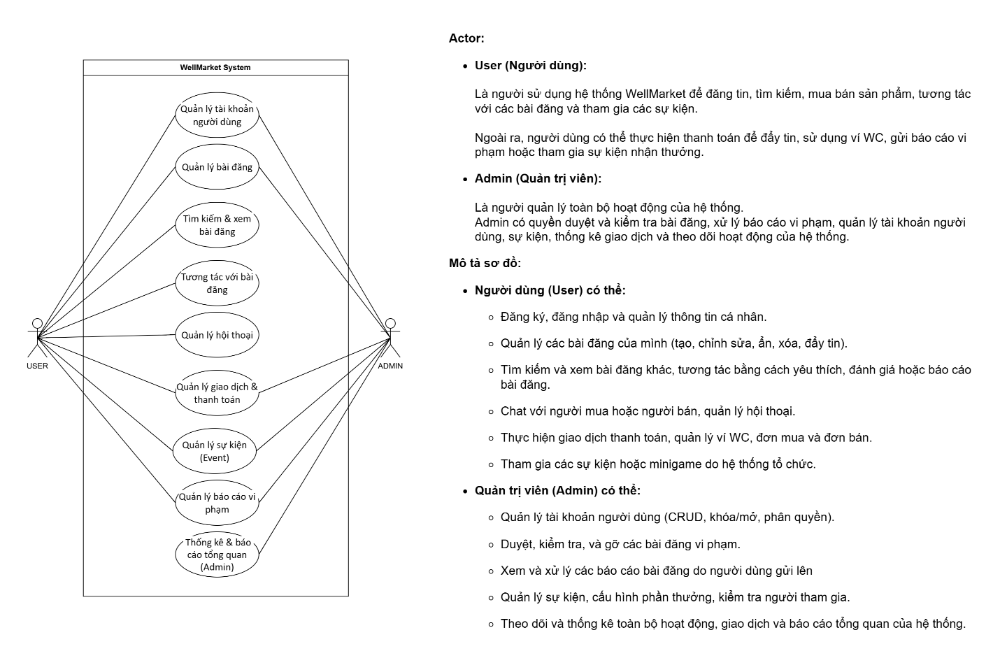 WellMarket System
Quản lý tài khoản
người dùng
Quản lý bài đăng
Tìm kiếm & xem
bài đăng
Tương tác với bài
đăng
Quản lý hội thoại
Quản lý giao dịch &
thanh toán
Quản lý sự kiện
(Event)
Quản lý báo cáo vi
phạm
Thống kê & báo
cáo tổng quan
(Admin)
USER
ADMIN
Actor:
• User (Người dùng):
Là người sử dụng hệ thống WellMarket để đăng tin, tìm kiếm, mua bán sản phẩm, tương tác
với các bài đăng và tham gia các sự kiện.
Ngoài ra, người dùng có thể thực hiện thanh toán để đẩy tin, sử dụng ví WC, gửi báo cáo vi
phạm hoặc tham gia sự kiện nhận thưởng.
• Admin (Quản trị viên):
Là người quản lý toàn bộ hoạt động của hệ thống.
Admin có quyền duyệt và kiểm tra bài đăng, xử lý báo cáo vi phạm, quản lý tài khoản người
dùng, sự kiện, thống kê giao dịch và theo dõi hoạt động của hệ thống.
Mô tả sơ đồ:
• Người dùng (User) có thể:
○ Đăng ký, đăng nhập và quản lý thông tin cá nhân.
○ Quản lý các bài đăng của mình (tạo, chỉnh sửa, ẩn, xóa, đẩy tin).
○ Tìm kiếm và xem bài đăng khác, tương tác bằng cách yêu thích, đánh giá hoặc báo cáo
bài đăng.
○ Chat với người mua hoặc người bán, quản lý hội thoại.
○ Thực hiện giao dịch thanh toán, quản lý ví WC, đơn mua và đơn bán.
○ Tham gia các sự kiện hoặc minigame do hệ thống tổ chức.
• Quản trị viên (Admin) có thể:
○ Quản lý tài khoản người dùng (CRUD, khóa/mở, phân quyền).
○ Duyệt, kiểm tra, và gỡ các bài đăng vi phạm.
○ Xem và xử lý các báo cáo bài đăng do người dùng gửi lên
○ Quản lý sự kiện, cấu hình phần thưởng, kiểm tra người tham gia.
○ Theo dõi và thống kê toàn bộ hoạt động, giao dịch và báo cáo tổng quan của hệ thống.